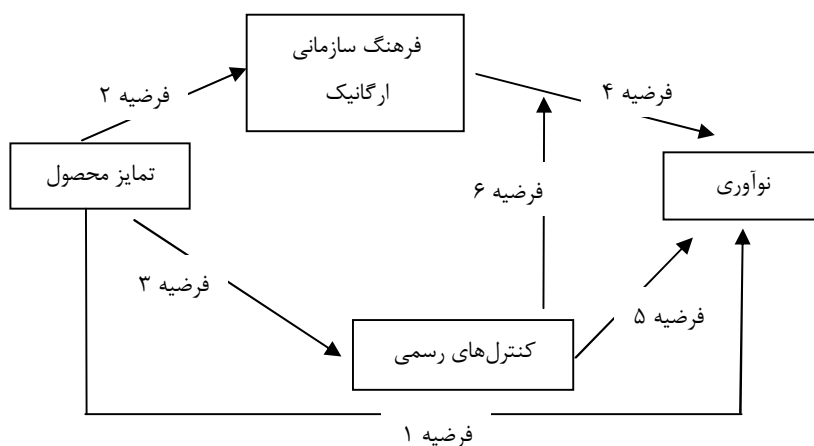 فرهنگ سازمانی
ارگانیک
فرضیه ۲
فرضیه ۴
تمایز محصول
نوآوری
فرضیه ۶
فرضیه ۳
فرضیه ۵
کنترل‌های رسمی
فرضیه ۱